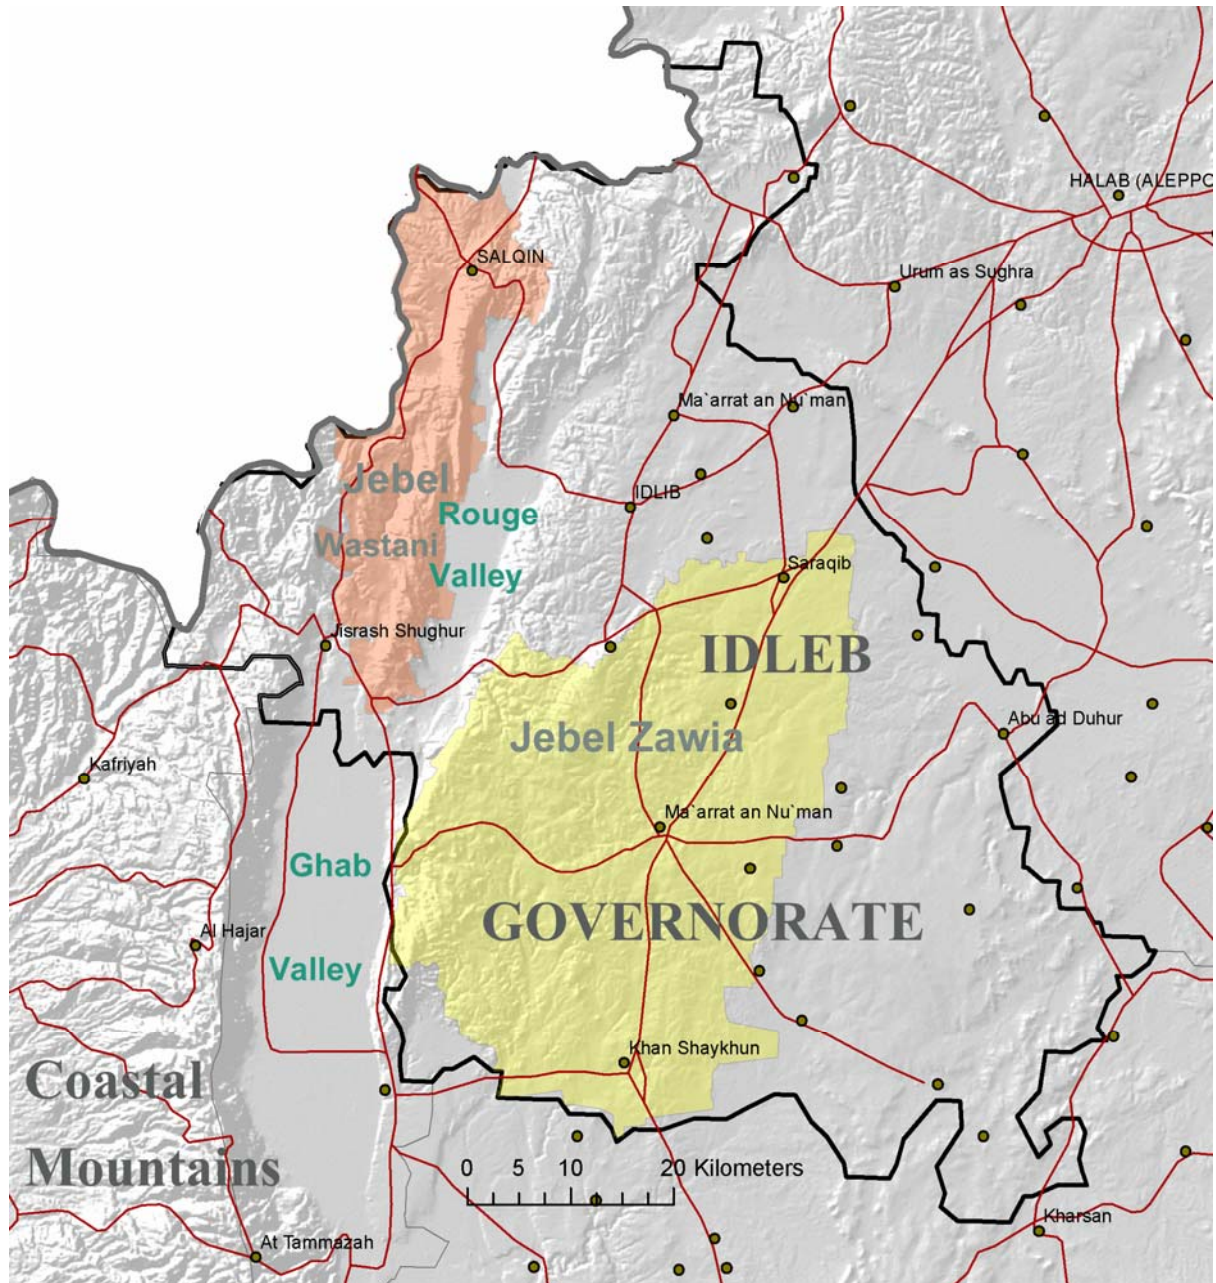 HALAB (ALEPPO
SALQIN
Urum as Sughra
Ma`arrat an Nu`man
Jebel
Wastani
IDLIB
Rouge
Valley
Saraqib
Jisrash Shughur
IDLEB
Jebel Zawia
Abu ad Duhur
Kafriyah
Ma`arrat an Nu`man
Ghab
Valley
GOVERNORATE
Al Hajar
Khan Shaykhun
Coastal
Mountains
0 5 10 20 Kilometers
Kharsan
At Tammazah